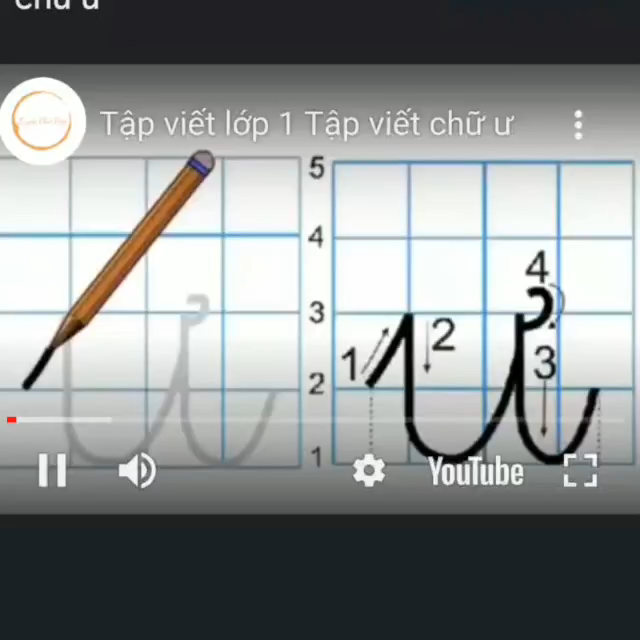 chữ ư
Tập viết lớp 1 Tập viết chữ ư
5
4
4
3
3
2
1
2
1
YouTube
ư